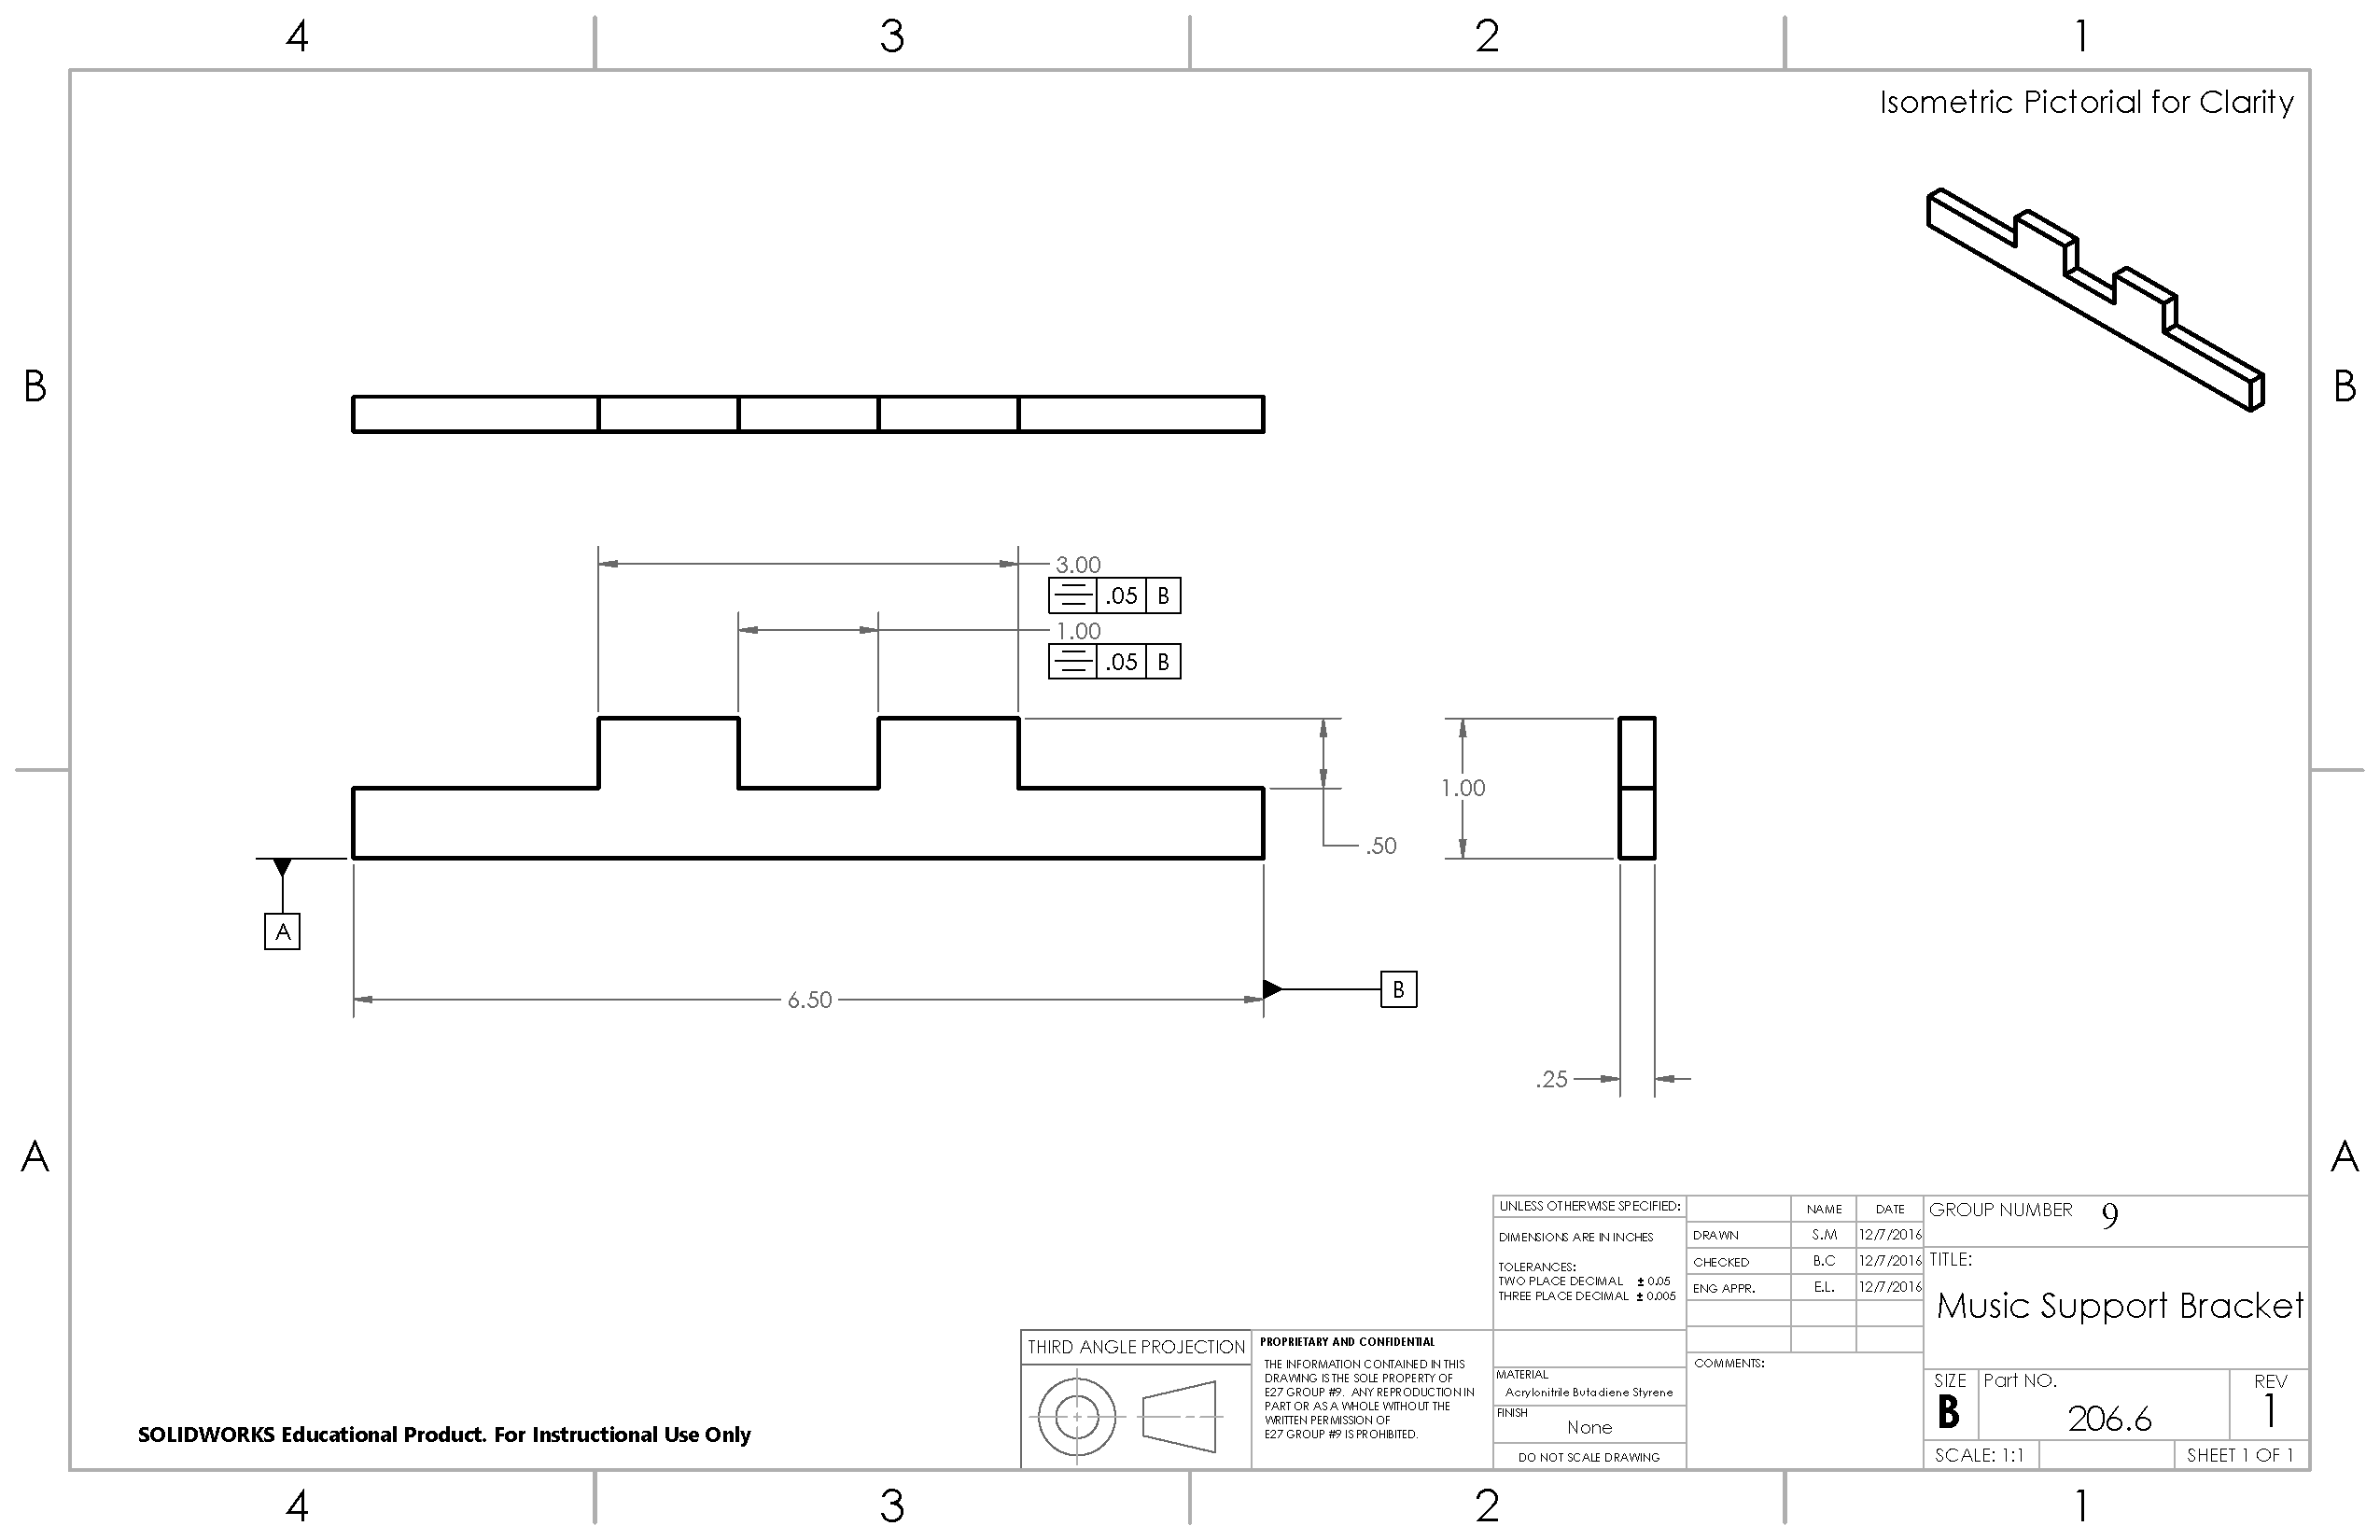 4 3 2 1
Isometric Pictorial for Clarity
B B
3.00
.05 B
1.00
.05 B
1.00
.50
A
6.50
B
.25
A A
UNLESS OTHERWISE SPECIFIED:
DIMENSIONS ARE IN INCHES
TOLERANCES:
TWO PLACE DECIMAL ± 0.05
THREE PLACE DECIMAL ± 0.005
NAME DATE
DRAWN S.M 12/7/2016
CHECKED B.C 12/7/2016
ENG APPR. E.L. 12/7/2016
COMMENTS:
GROUP NUMBER 9
TITLE:
Music Support Bracket
THIRD ANGLE PROJECTION
PROPRIETARY AND CONFIDENTIAL
THE INFORMATION CONTAINED IN THIS
DRAWING IS THE SOLE PROPERTY OF
E27 GROUP #9. ANY REPRODUCTION IN
PART OR AS A WHOLE WITHOUT THE
WRITTEN PERMISSION OF
E27 GROUP #9 IS PROHIBITED.
MATERIAL
Acrylonitrile Butadiene Styrene
FINISH
None
DO NOT SCALE DRAWING
SIZE Part NO. REV
B 206.6 1
SCALE: 1:1 SHEET 1 OF 1
SOLIDWORKS Educational Product. For Instructional Use Only
4 3 2 1